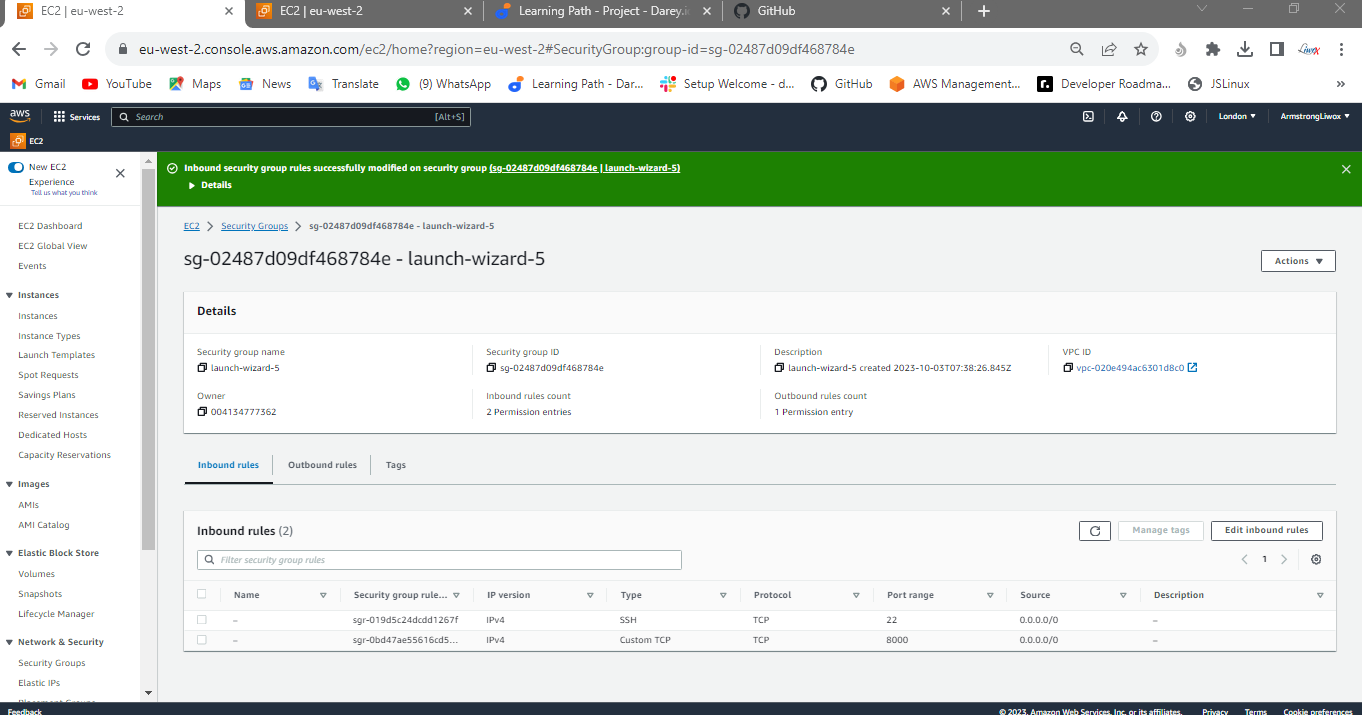 EC2 | eu-west-2
EC2 | eu-west-2
Learning Path - Project - Darey.i
GitHub
eu-west-2.console.aws.amazon.com/ec2/home?region=eu-west-2#SecurityGroup:group-id=sg-02487d09df468784e
Gmail
YouTube
Maps
News
Translate
(9) WhatsApp
Learning Path - Dar...
Setup Welcome - d...
GitHub
AWS Management...
Developer Roadma...
JSLinux
»
aws
Services
Search
[Alt+S]
London
ArmstrongLiwox
EC2
New EC2
Experience
Tell us what you think
EC2 Dashboard
EC2 Global View
Events
Instances
Instances
Instance Types
Launch Templates
Spot Requests
Savings Plans
Reserved Instances
Dedicated Hosts
Capacity Reservations
Images
AMIs
AMI Catalog
Elastic Block Store
Volumes
Snapshots
Lifecycle Manager
Network & Security
Security Groups
Elastic IPs
Inbound security group rules successfully modified on security group (sg-02487d09df468784e | launch-wizard-5)
Details
EC2 > Security Groups > sg-02487d09df468784e - launch-wizard-5
sg-02487d09df468784e - launch-wizard-5
Actions
Details
Security group name
launch-wizard-5
Security group ID
sg-02487d09df468784e
Description
launch-wizard-5 created 2023-10-03T07:38:26.845Z
VPC ID
vpc-020e494ac6301d8c0
Owner
004134777362
Inbound rules count
2 Permission entries
Outbound rules count
1 Permission entry
Inbound rules
Outbound rules
Tags
Inbound rules (2)
Manage tags
Edit inbound rules
Filter security group rules
1
Name Security group rule... IP version Type Protocol Port range Source Description
– sgr-019d5c24dcdd1267f IPv4 SSH TCP 22 0.0.0.0/0 –
– sgr-0bd47ae55616cd5... IPv4 Custom TCP TCP 8000 0.0.0.0/0 –
Feedback
© 2023, Amazon Web Services, Inc. or its affiliates.
Privacy
Terms
Cookie preferences